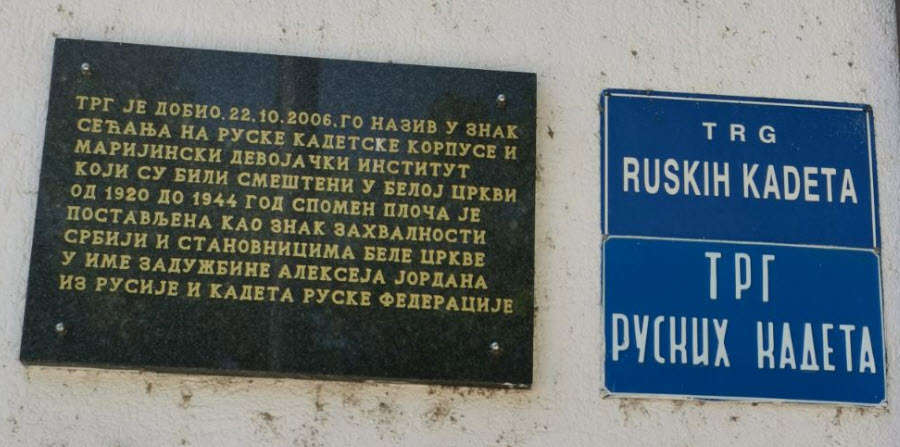 ТРГ ЈЕ ДОБИО, 22.10.2006.ГО НАЗИВ У ЗНАК
СЕЋАЊА НА РУСКЕ КАДЕТСКЕ КОРПУСЕ И
МАРИЈИНСКИ ДЕВОЈАЧКИ ИНСТИТУТ
КОЈИ СУ БИЛИ СМЕШТЕНИ У БЕЛОЈ ЦРКВИ
ОД 1920 ДО 1944 ГОД СПОМЕН ПЛОЧА ЈЕ
ПОСТАВЉЕНА КАО ЗНАК ЗАХВАЛНОСТИ
СРБИЈИ И СТАНОВНИЦИМА БЕЛЕ ЦРКВЕ
У ИМЕ ЗАДУЖБИНЕ АЛЕКСЕЈА ЈОРДАНА
ИЗ РУСИЈЕ И КАДЕТА РУСКЕ ФЕДЕРАЦИЈЕ
TRG
RUSKIH KADETA
ТРГ
РУСКИХ КАДЕТА